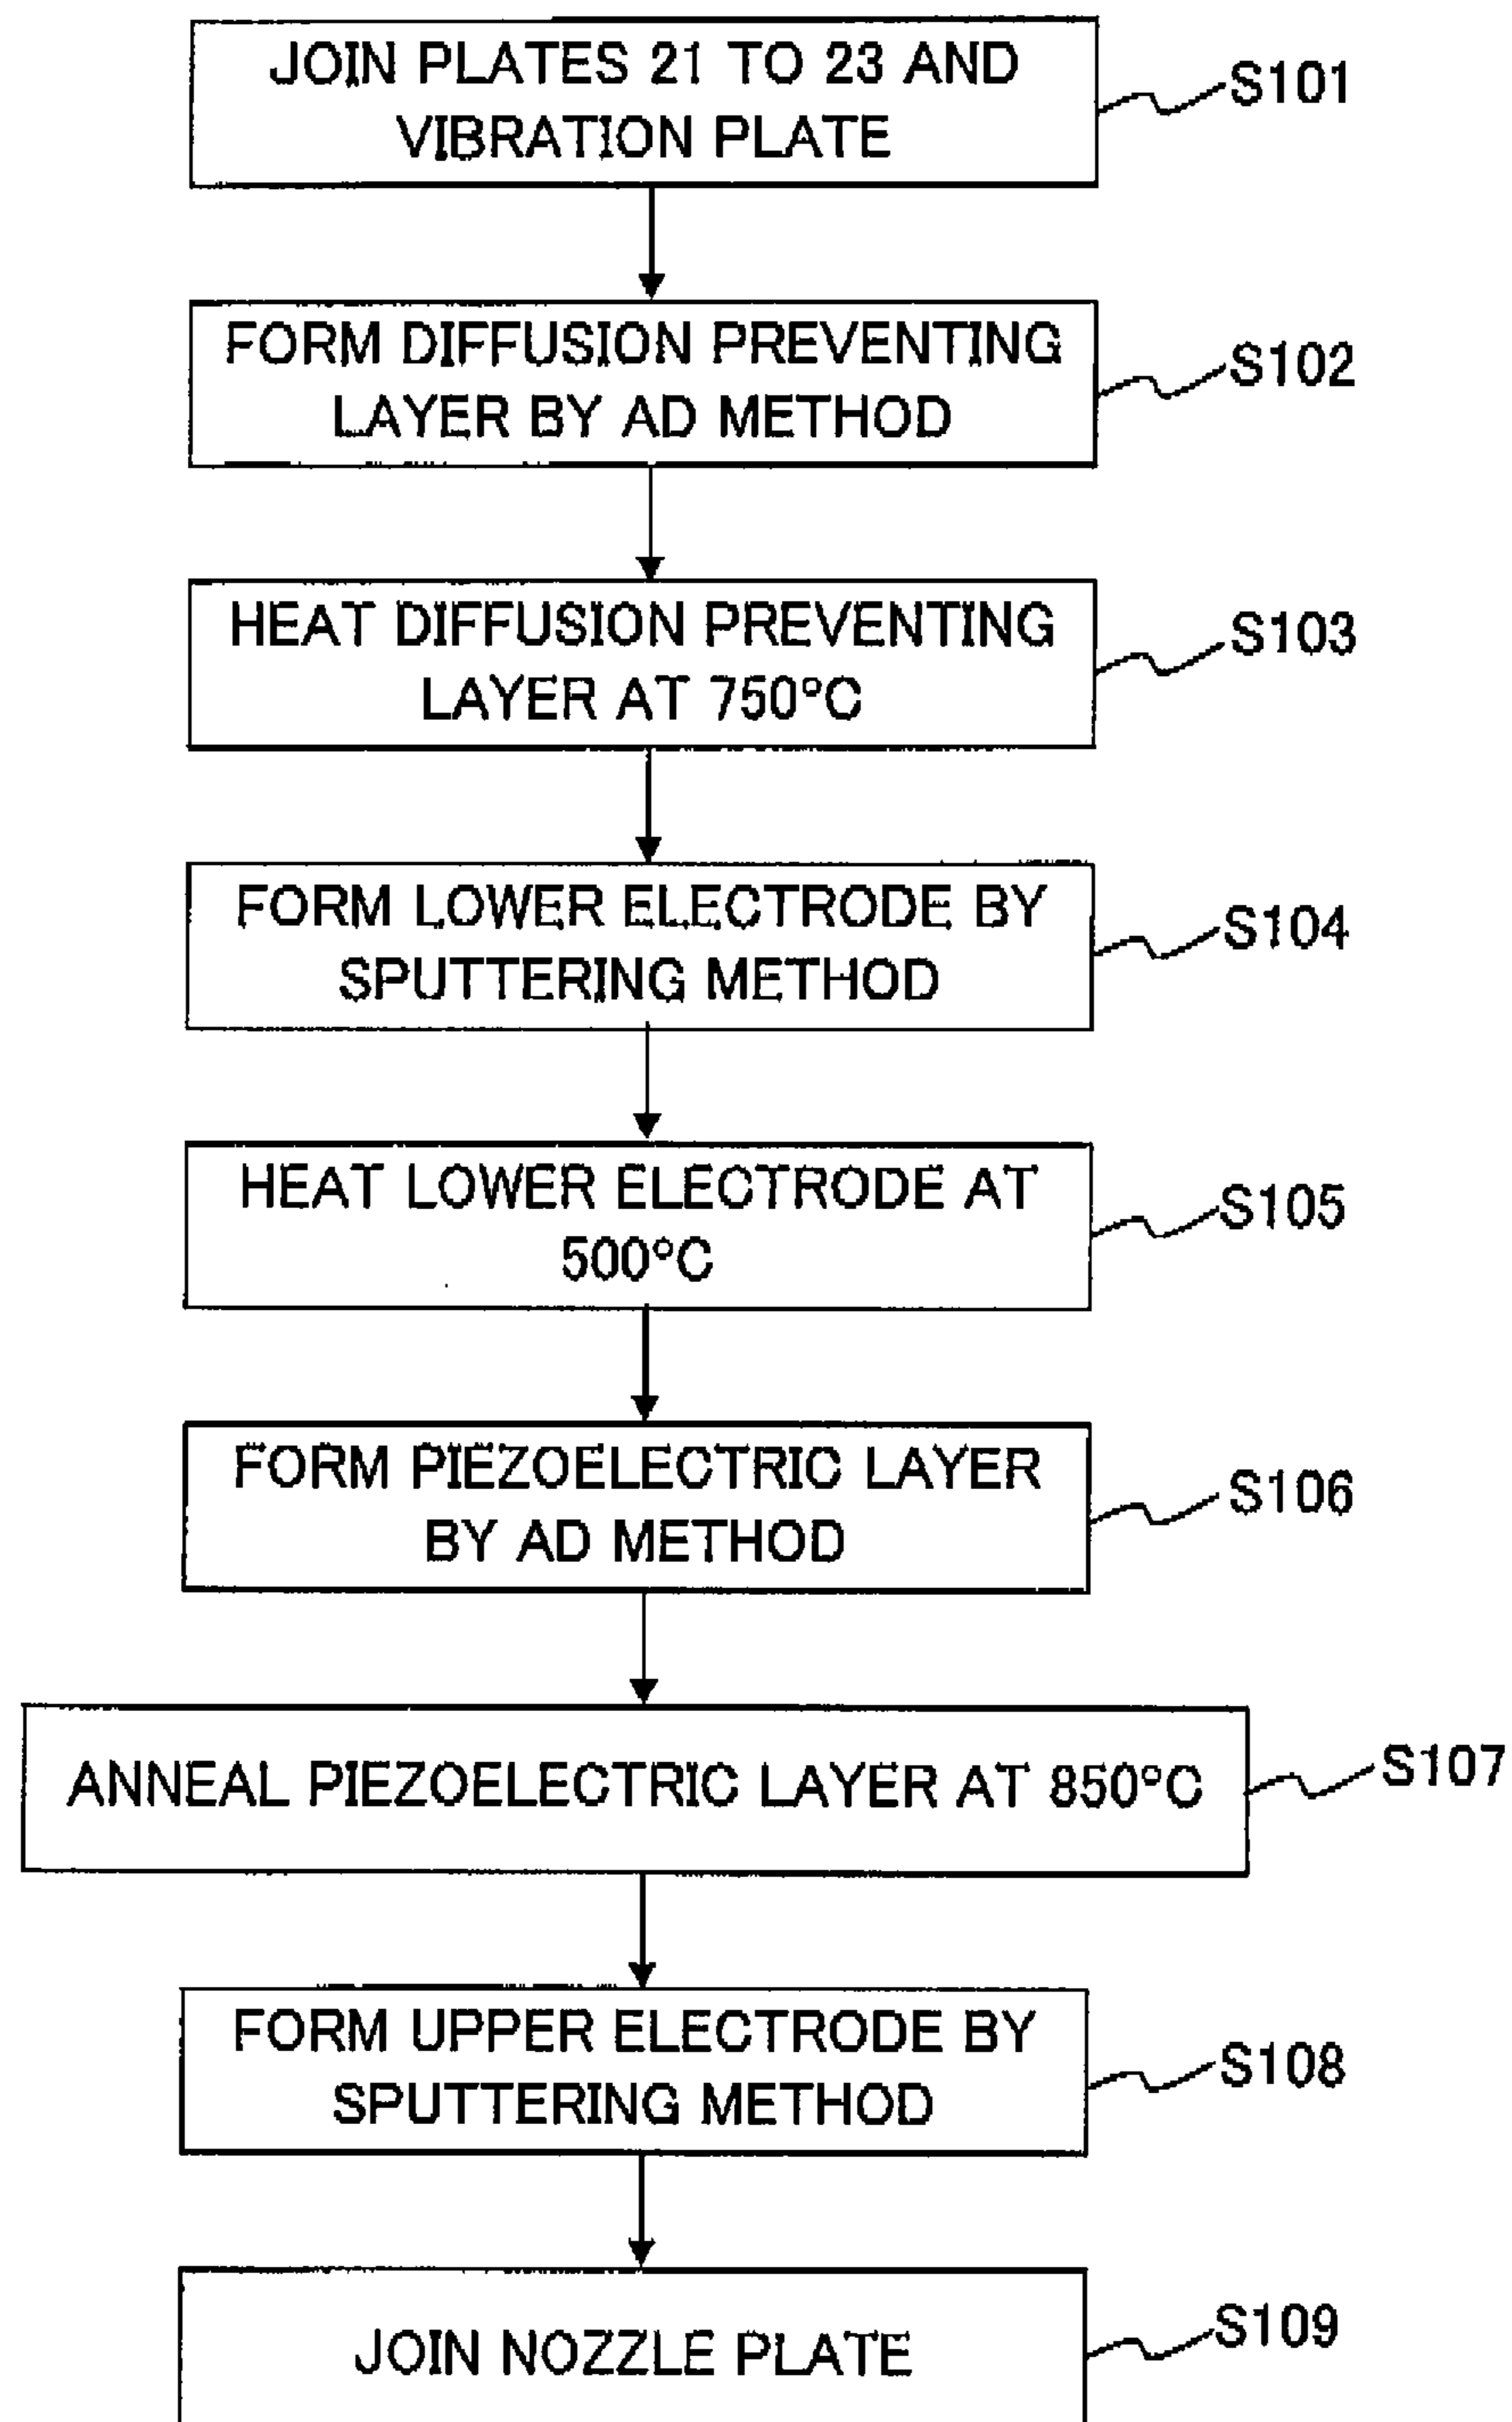 JOIN PLATES 21 TO 23 AND
VIBRATION PLATE
S101
FORM DIFFUSION PREVENTING
LAYER BY AD METHOD
S102
HEAT DIFFUSION PREVENTING
LAYER AT 750°C
S103
FORM LOWER ELECTRODE BY
SPUTTERING METHOD
S104
HEAT LOWER ELECTRODE AT
500°C
S105
FORM PIEZOELECTRIC LAYER
BY AD METHOD
S106
ANNEAL PIEZOELECTRIC LAYER AT 850°C
S107
FORM UPPER ELECTRODE BY
SPUTTERING METHOD
S108
JOIN NOZZLE PLATE
S109